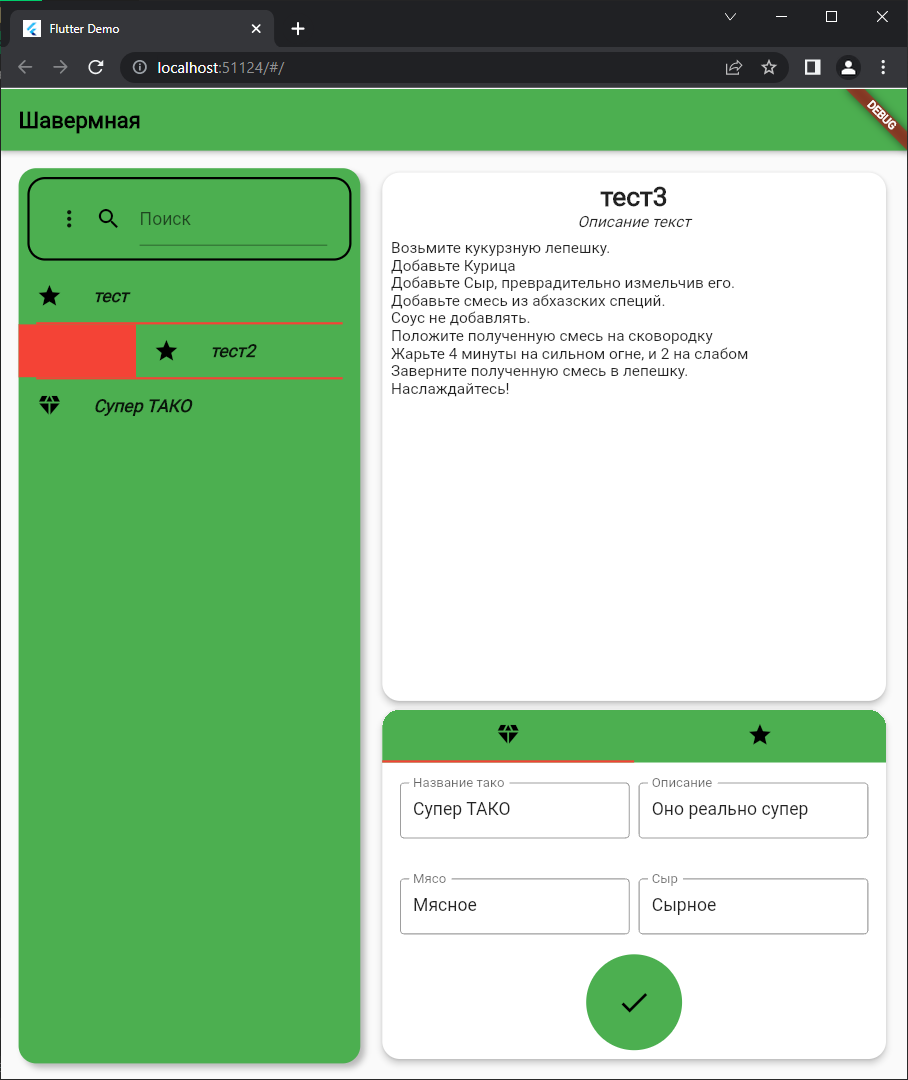 Flutter Demo
localhost:51124/#/
Шавермная
DEBUG
Поиск
тест
тест2
Супер ТАКО
тест3
Описание текст
Возьмите кукурзную лепешку.
Добавьте Курица
Добавьте Сыр, преврадительно измельчив его.
Добавьте смесь из абхазских специй.
Соус не добавлять.
Положите полученную смесь на сковородку
Жарьте 4 минуты на сильном огне, и 2 на слабом
Заверните полученную смесь в лепешку.
Наслаждайтесь!
Название тако
Супер ТАКО
Описание
Оно реально супер
Мясо
Мясное
Сыр
Сырное